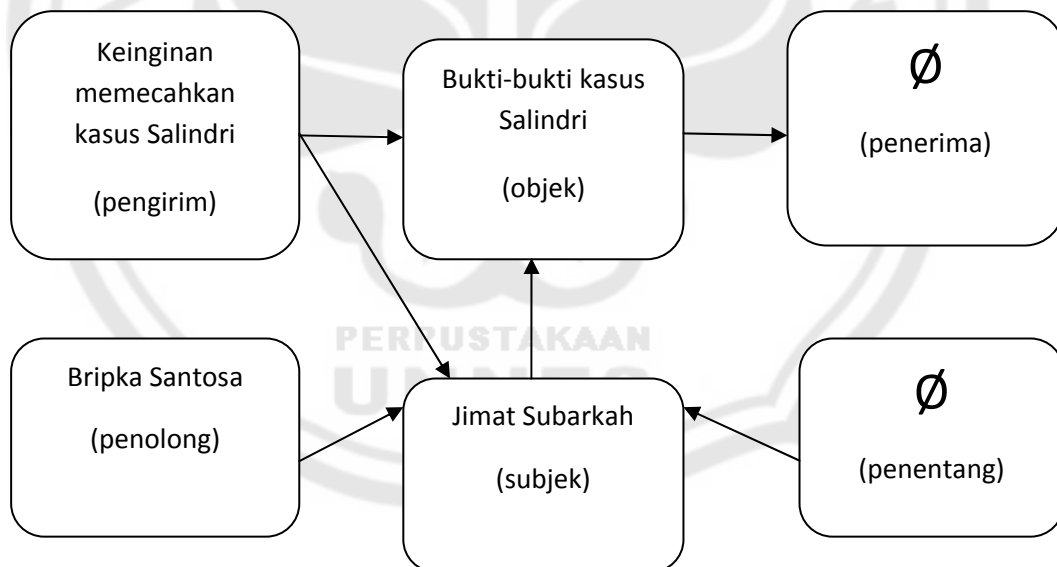 Keinginan
memecahkan
kasus Salindri
(pengirim)
Bukti-bukti kasus
Salindri
(objek)
Ø
(penerima)
Bripka Santosa
(penolong)
Jimat Subarkah
(subjek)
Ø
(penentang)
PERPUSTAKAAN